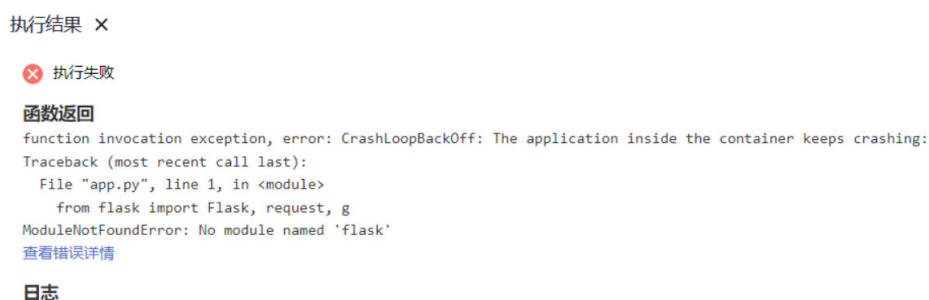 执行结果 ×
执行失败
函数返回
function invocation exception, error: CrashLoopBackOff: The application inside the container keeps crashing:
Traceback (most recent call last):
  File "app.py", line 1, in <module>
    from flask import Flask, request, g
ModuleNotFoundError: No module named 'flask'
查看错误详情
日志